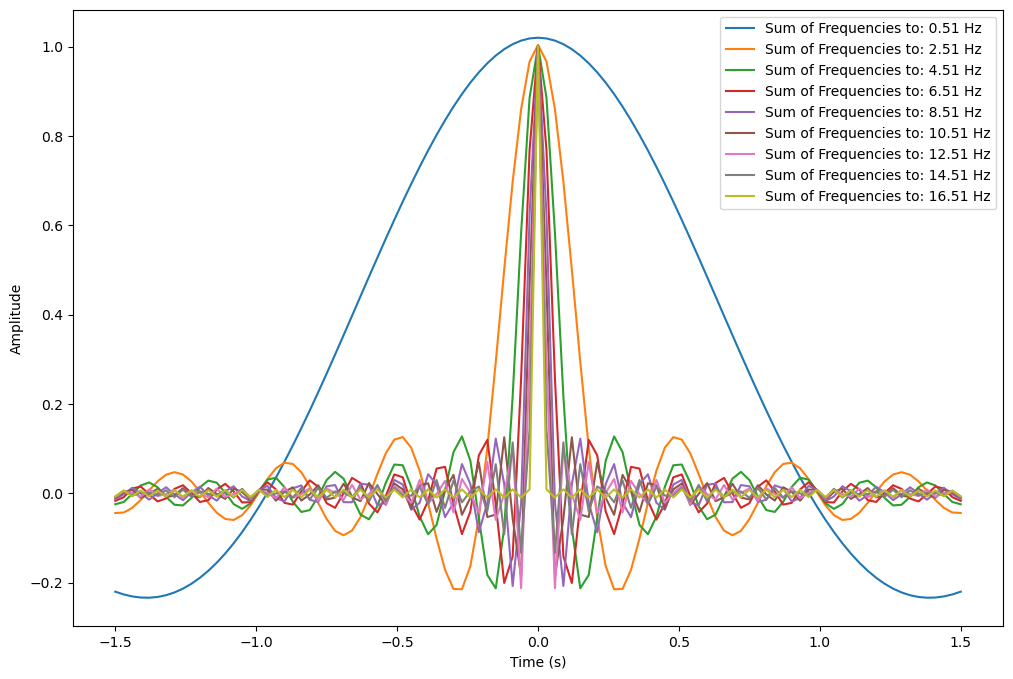 Sum of Frequencies to: 0.51 Hz
Sum of Frequencies to: 2.51 Hz
Sum of Frequencies to: 4.51 Hz
Sum of Frequencies to: 6.51 Hz
Sum of Frequencies to: 8.51 Hz
Sum of Frequencies to: 10.51 Hz
Sum of Frequencies to: 12.51 Hz
Sum of Frequencies to: 14.51 Hz
Sum of Frequencies to: 16.51 Hz
Amplitude
1.0
0.8
0.6
0.4
0.2
0.0
−0.2
−1.5 −1.0 −0.5 0.0 0.5 1.0 1.5
Time (s)